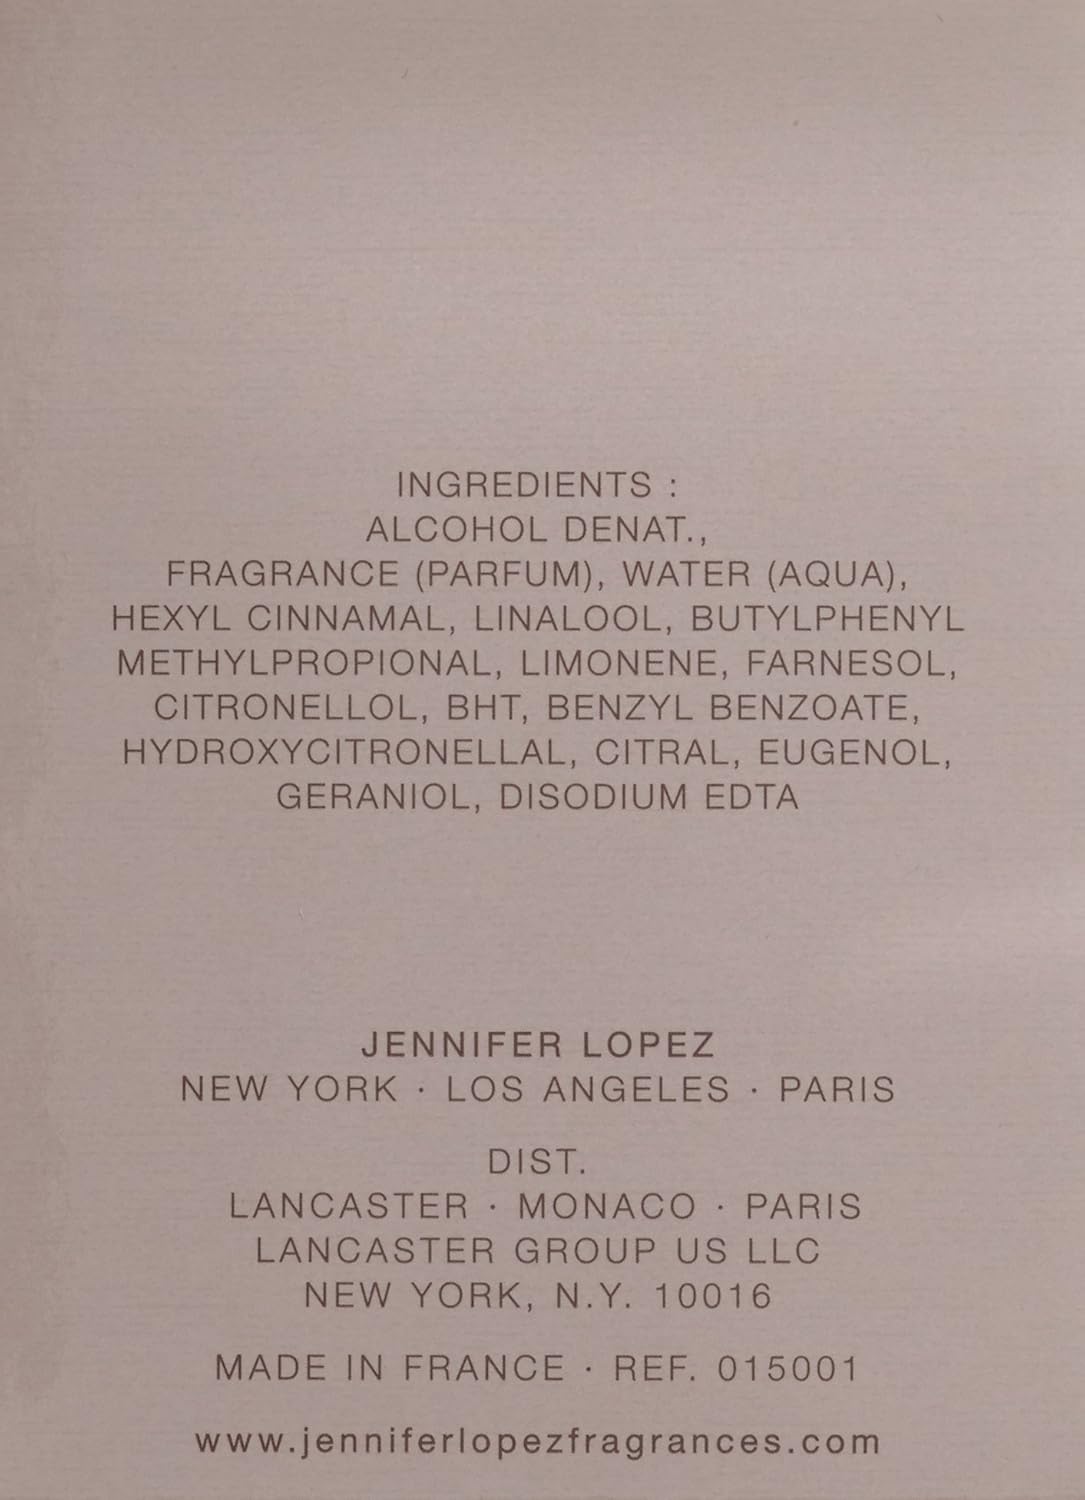 INGREDIENTS :
ALCOHOL DENAT.,
FRAGRANCE (PARFUM), WATER (AQUA),
HEXYL CINNAMAL, LINALOOL, BUTYLPHENYL
METHYLPROPIONAL, LIMONENE, FARNESOL,
CITRONELLOL, BHT, BENZYL BENZOATE,
HYDROXYCITRONELLAL, CITRAL, EUGENOL,
GERANIOL, DISODIUM EDTA
JENNIFER LOPEZ
NEW YORK · LOS ANGELES · PARIS
DIST.
LANCASTER · MONACO · PARIS
LANCASTER GROUP US LLC
NEW YORK, N.Y. 10016
MADE IN FRANCE · REF. 015001
www.jenniferlopezfragrances.com